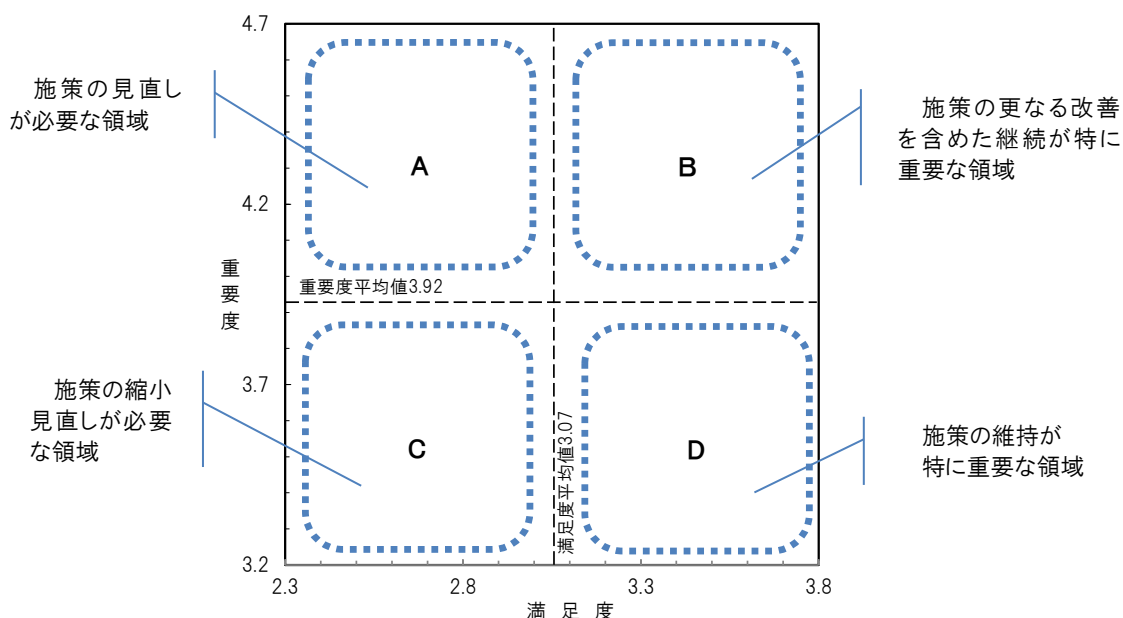 4.7
施策の見直し
が必要な領域
施策の更なる改善
を含めた継続が特に
重要な領域
A
B
4.2
重要度
重要度平均値3.92
3.7
施策の縮小
見直しが必要
な領域
C
D
満足度平均値3.07
施策の維持が
特に重要な領域
3.2
2.3
2.8
3.3
3.8
満 足 度